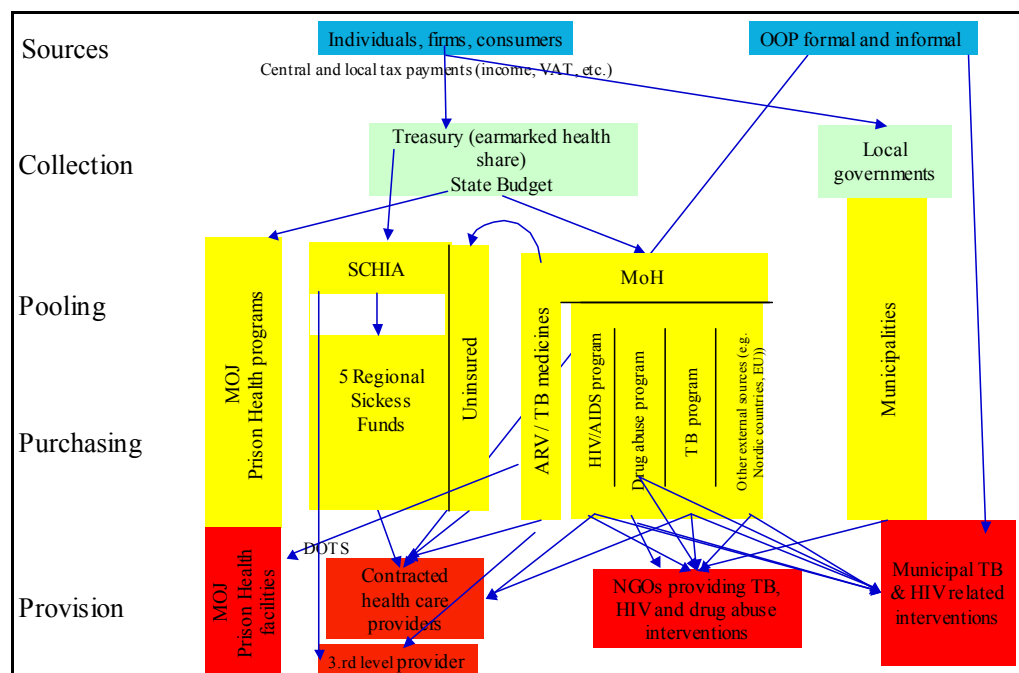 Sources
Individuals, firms, consumers
OOP formal and informal
Central and local tax payments (income, VAT, etc.)
Collection
Treasury (earmarked health
share)
State Budget
Local
governments
Pooling
Purchasing
MOJ
Prison Health programs
SCHIA
5 Regional
Sickess
Funds
Uninsured
ARV / TB medicines
MoH
HIV/AIDS program
Drug abuse program
TB program
Other external sources (e.g.
Nordic countries, EU))
Municipalities
Provision
MOJ
Prison Health
facilities
DOTS
Contracted
health care
providers
3.rd level provider
NGOs providing TB,
HIV and drug abuse
interventions
Municipal TB
& HIV related
interventions